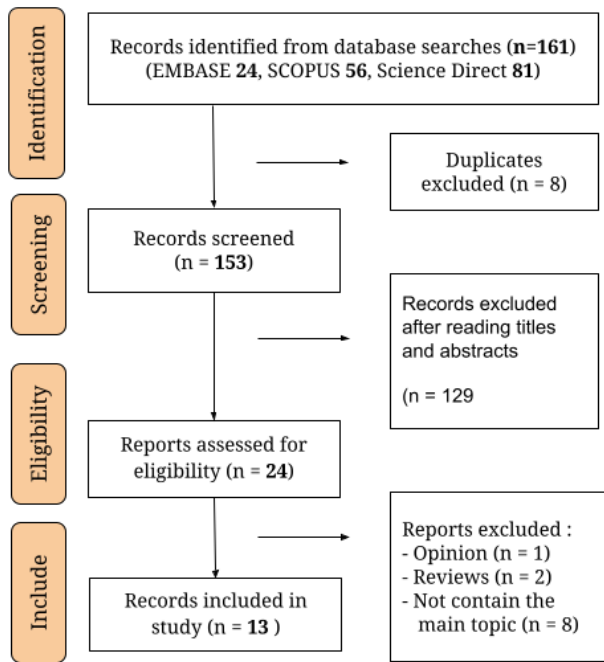 Identification
Records identified from database searches (n=161)
(EMBASE 24, SCOPUS 56, Science Direct 81)
Duplicates
excluded (n = 8)
Screening
Records screened
(n = 153)
Records excluded
after reading titles
and abstracts
(n = 129
Eligibility
Reports assessed for
eligibility (n = 24)
Reports excluded :
- Opinion (n = 1)
- Reviews (n = 2)
- Not contain the
main topic (n = 8)
Include
Records included in
study (n = 13 )